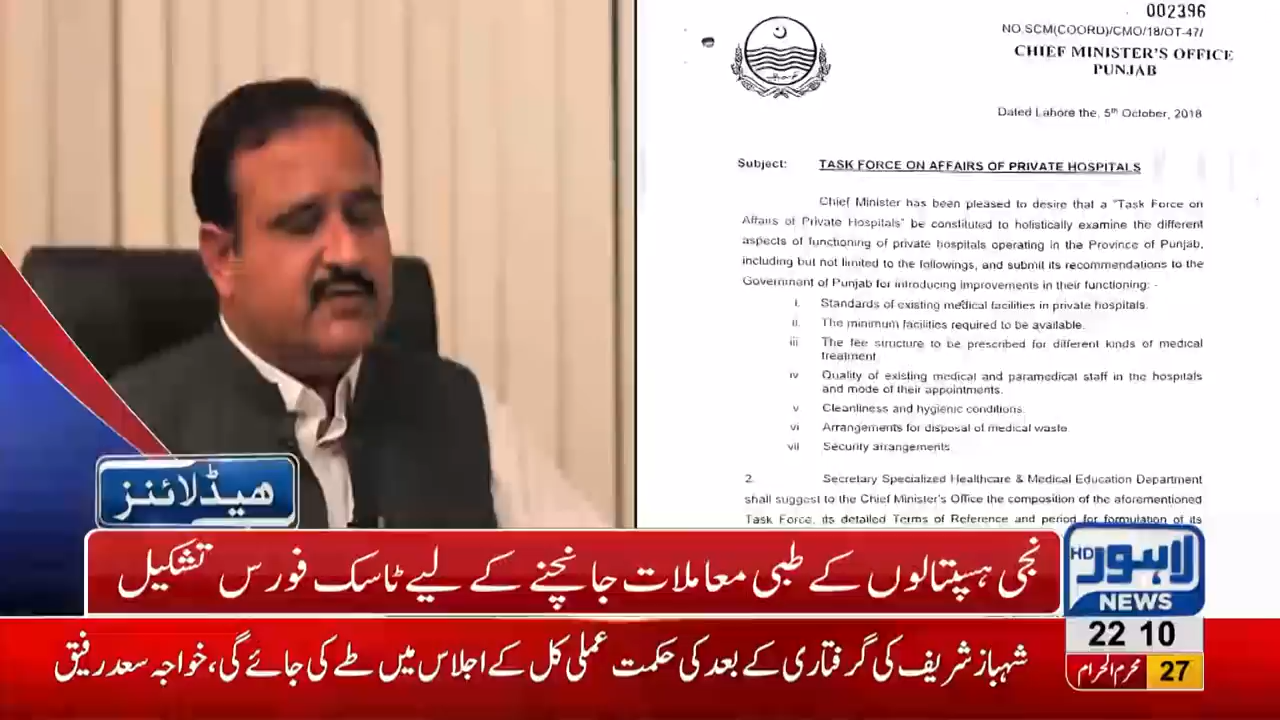 002396
NO.SCM(COORD)/CMO/18/OT-47/
CHIEF MINISTER'S OFFICE
PUNJAB
Dated Lahore the, 5th October, 2018
Subject: TASK FORCE ON AFFAIRS OF PRIVATE HOSPITALS
Chief Minister has been pleased to desire that a "Task Force on
Affairs of Private Hospitals" be constituted to holistically examine the different
aspects of functioning of private hospitals operating in the Province of Punjab,
including but not limited to the followings, and submit its recommendations to the
Government of Punjab for introducing improvements in their functioning: -
i. Standards of existing medical facilities in private hospitals.
ii. The minimum facilities required to be available.
iii The fee structure to be prescribed for different kinds of medical
treatment
iv Quality of existing medical and paramedical staff in the hospitals
and mode of their appointments.
v Cleanliness and hygienic conditions.
vi Arrangements for disposal of medical waste
vii Security arrangements.
2. Secretary Specialized Healthcare & Medical Education Department
shall suggest to the Chief Minister's Office the composition of the aforementioned
Task Force, its detailed Terms of Reference and period for formulation of its
ہیڈلائنز
نجی ہسپتالوں کے طبی معاملات جانچنے کے لیے ٹاسک فورس تشکیل
HD لاہور
NEWS
22 10
شہباز شریف کی گرفتاری کے بعد کی حکمت عملی کل کے اجلاس میں طے کی جائے گی، خواجہ سعد رفیق
27 محرم الحرام